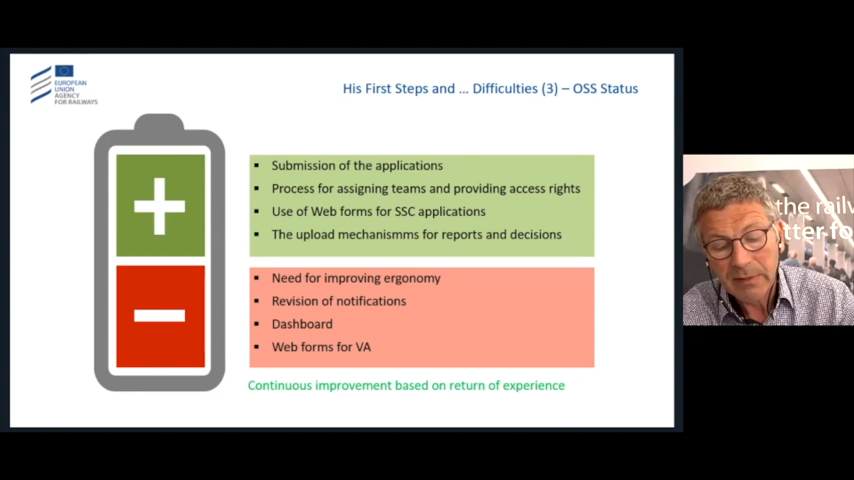 EUROPEAN
UNION
AGENCY
FOR RAILWAYS
His First Steps and ... Difficulties (3) – OSS Status
Submission of the applications
Process for assigning teams and providing access rights
Use of Web forms for SSC applications
The upload mechanismms for reports and decisions
Need for improving ergonomy
Revision of notifications
Dashboard
Web forms for VA
Continuous improvement based on return of experience
the